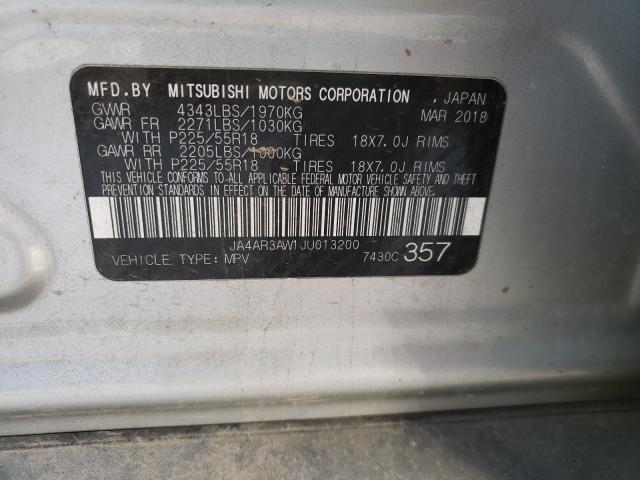 MFD.BY MITSUBISHI MOTORS CORPORATION , JAPAN
GVWR 4343LBS/1970KG MAR 2018
GAWR FR 2271LBS/1030KG
WITH P225/55R18 TIRES 18X7.0J RIMS
GAWR RR 2205LBS/1000KG
WITH P225/55R18 TIRES 18X7.0J RIMS
THIS VEHICLE CONFORMS TO ALL APPLICABLE FEDERAL MOTOR VEHICLE SAFETY AND THEFT
PREVENTION STANDARDS IN EFFECT ON THE DATE OF MANUFACTURE SHOWN ABOVE.
JA4AR3AW1JU013200
VEHICLE TYPE: MPV 7430C 357